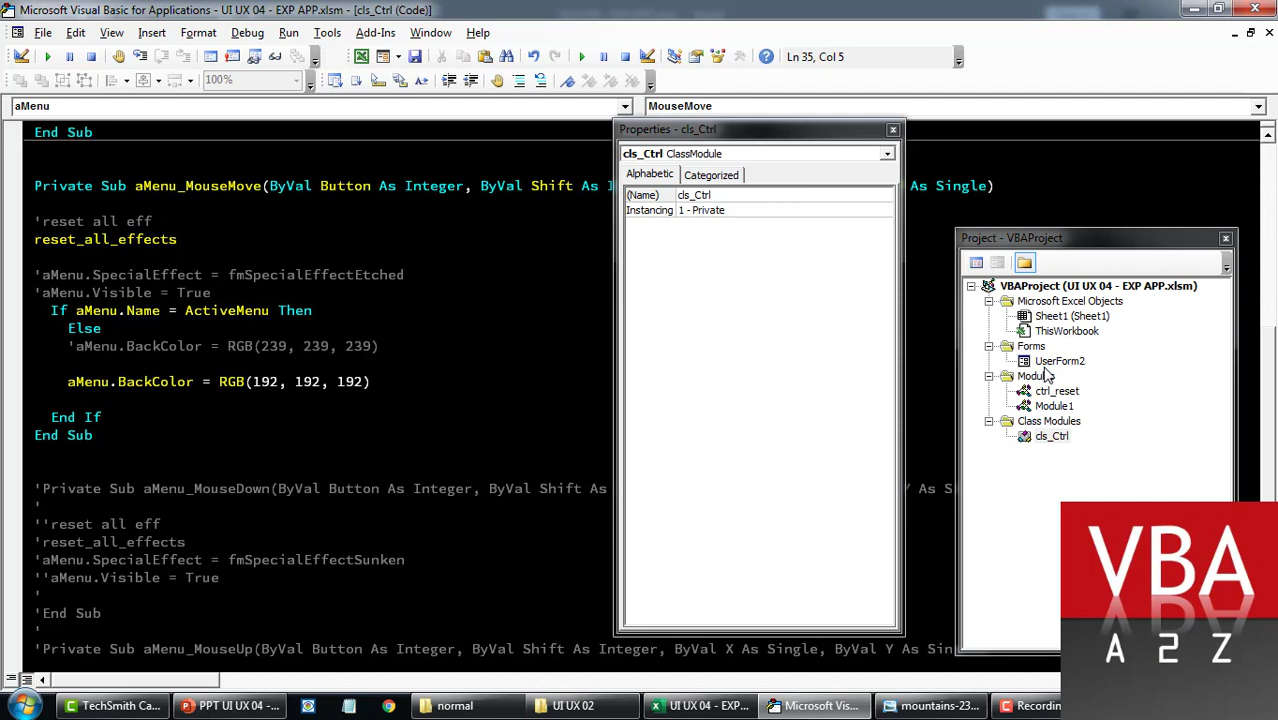 Microsoft Visual Basic for Applications - UI UX 04 - EXP APP.xlsm - [cls_Ctrl (Code)]
File Edit View Insert Format Debug Run Tools Add-Ins Window Help
Ln 35, Col 5
100%
aMenu
MouseMove
End Sub
Private Sub aMenu_MouseMove(ByVal Button As Integer, ByVal Shift As I
As Single)
'reset all eff
reset_all_effects
'aMenu.SpecialEffect = fmSpecialEffectEtched
'aMenu.Visible = True
If aMenu.Name = ActiveMenu Then
Else
'aMenu.BackColor = RGB(239, 239, 239)
aMenu.BackColor = RGB(192, 192, 192)
End If
End Sub
'Private Sub aMenu_MouseDown(ByVal Button As Integer, ByVal Shift As
Y As S
'
''reset all eff
'reset_all_effects
'aMenu.SpecialEffect = fmSpecialEffectSunken
''aMenu.Visible = True
'
'End Sub
'
'Private Sub aMenu_MouseUp(ByVal Button As Integer, ByVal Shift As Integer, ByVal X As Single, ByVal Y As Sin
Properties - cls_Ctrl
cls_Ctrl ClassModule
Alphabetic Categorized
(Name) cls_Ctrl
Instancing 1 - Private
Project - VBAProject
VBAProject (UI UX 04 - EXP APP.xlsm)
Microsoft Excel Objects
Sheet1 (Sheet1)
ThisWorkbook
Forms
UserForm2
ctrl_reset
Module1
Class Modules
cls_Ctrl
VBA
A2Z
TechSmith Ca...
PPT UI UX 04 -...
normal
UI UX 02
UI UX 04 - EXP...
Microsoft Vis...
mountains-23...
Recording